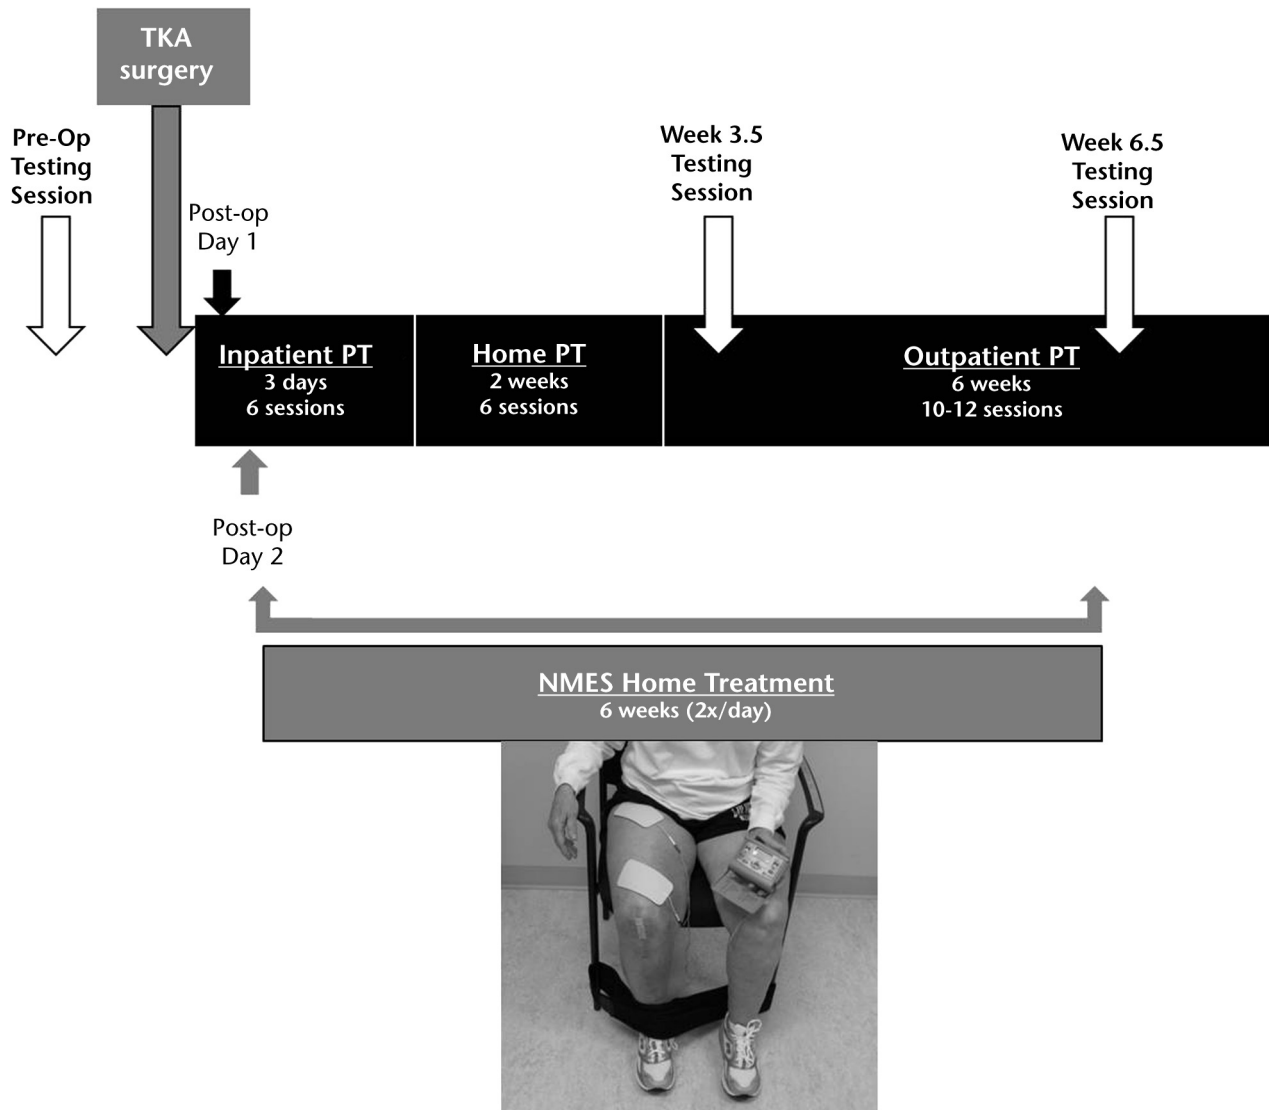 TKA
surgery
Pre-Op
Testing
Session
Post-op
Day 1
Week 3.5
Testing
Session
Week 6.5
Testing
Session
Inpatient PT
3 days
6 sessions
Home PT
2 weeks
6 sessions
Outpatient PT
6 weeks
10-12 sessions
Post-op
Day 2
NMES Home Treatment
6 weeks (2x/day)